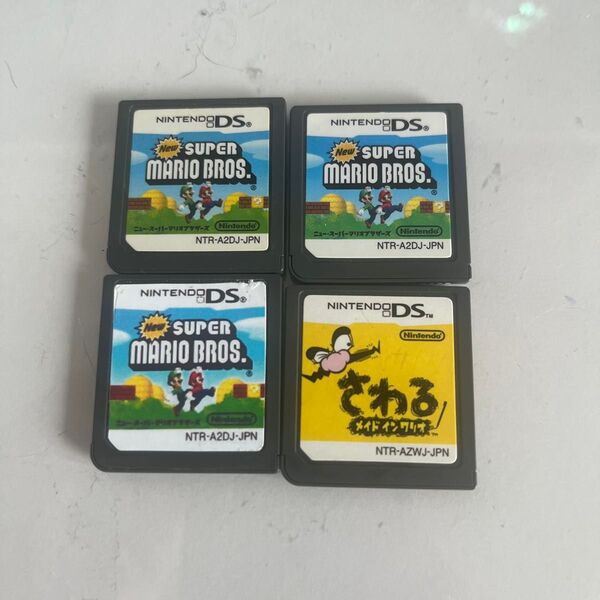 NINTENDO DS®
New SUPER
MARIO BROS.®
ニュー・スーパーマリオブラザーズ
Nintendo
NTR-A2DJ-JPN
NINTENDO DS®
New SUPER
MARIO BROS.®
ニュー・スーパーマリオブラザーズ
Nintendo
NTR-A2DJ-JPN
NINTENDO DS®
New SUPER
MARIO BROS.®
ニュー・スーパーマリオブラザーズ
Nintendo
NTR-A2DJ-JPN
NINTENDO DS™
Nintendo
さわる
メイドインワリオ™
NTR-AZWJ-JPN